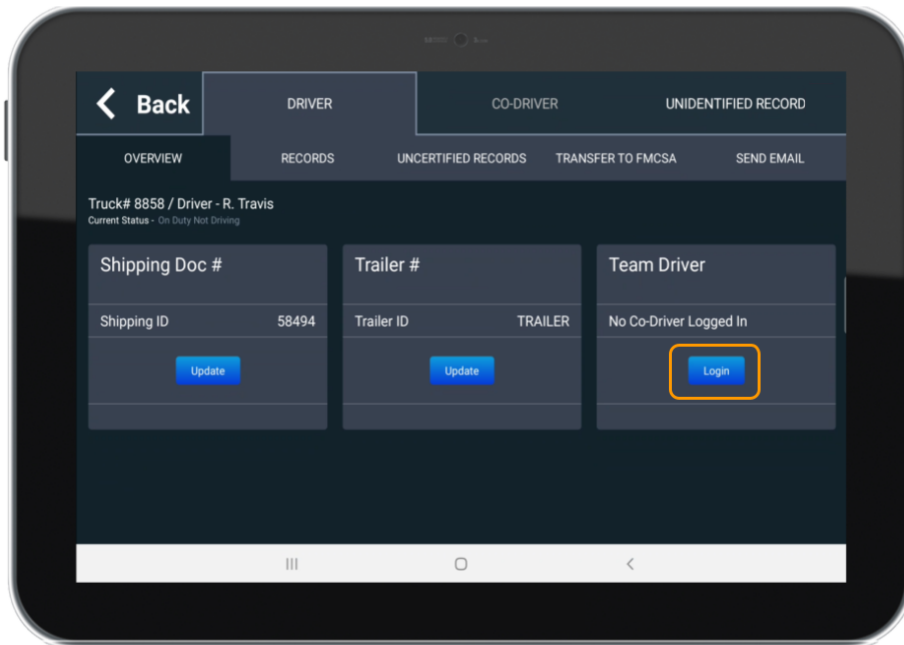 Back
DRIVER
CO-DRIVER
UNIDENTIFIED RECORD
OVERVIEW
RECORDS
UNCERTIFIED RECORDS
TRANSFER TO FMCSA
SEND EMAIL
Truck# 8858 / Driver - R. Travis
Current Status - On Duty Not Driving
Shipping Doc #
Shipping ID 58494
Update
Trailer #
Trailer ID TRAILER
Update
Team Driver
No Co-Driver Logged In
Login